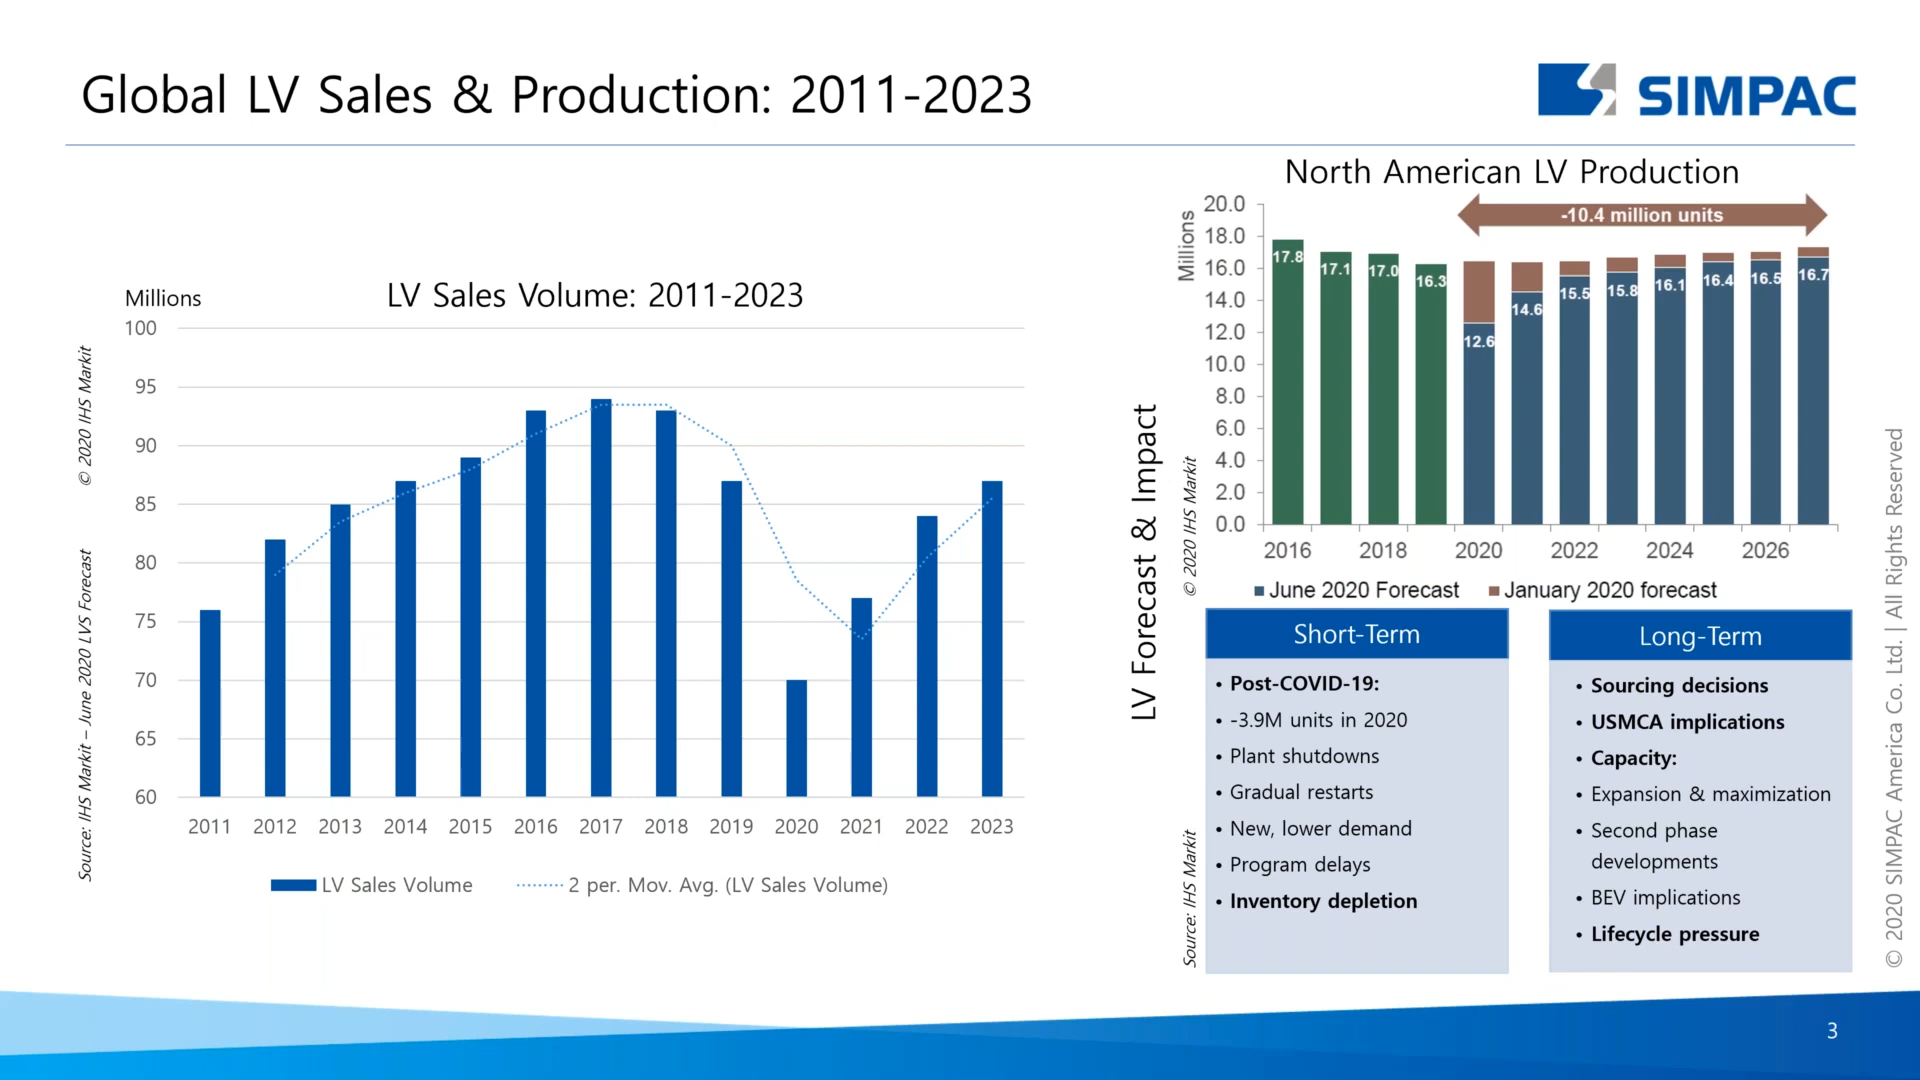 Global LV Sales & Production: 2011-2023
SIMPAC
LV Sales Volume: 2011-2023
Millions
100
95
90
85
80
75
70
65
60
2011 2012 2013 2014 2015 2016 2017 2018 2019 2020 2021 2022 2023
LV Sales Volume
2 per. Mov. Avg. (LV Sales Volume)
© 2020 IHS Markit
Source: IHS Markit – June 2020 LVS Forecast
North American LV Production
Millions
20.0
18.0
16.0
14.0
12.0
10.0
8.0
6.0
4.0
2.0
0.0
-10.4 million units
17.8 17.1 17.0 16.3 12.6 14.6 15.5 15.8 16.1 16.4 16.5 16.7
2016 2018 2020 2022 2024 2026
June 2020 Forecast
January 2020 forecast
LV Forecast & Impact
© 2020 IHS Markit
Source: IHS Markit
Short-Term
• Post-COVID-19:
• -3.9M units in 2020
• Plant shutdowns
• Gradual restarts
• New, lower demand
• Program delays
• Inventory depletion
Long-Term
• Sourcing decisions
• USMCA implications
• Capacity:
• Expansion & maximization
• Second phase
developments
• BEV implications
• Lifecycle pressure
© 2020 SIMPAC America Co. Ltd. | All Rights Reserved
3